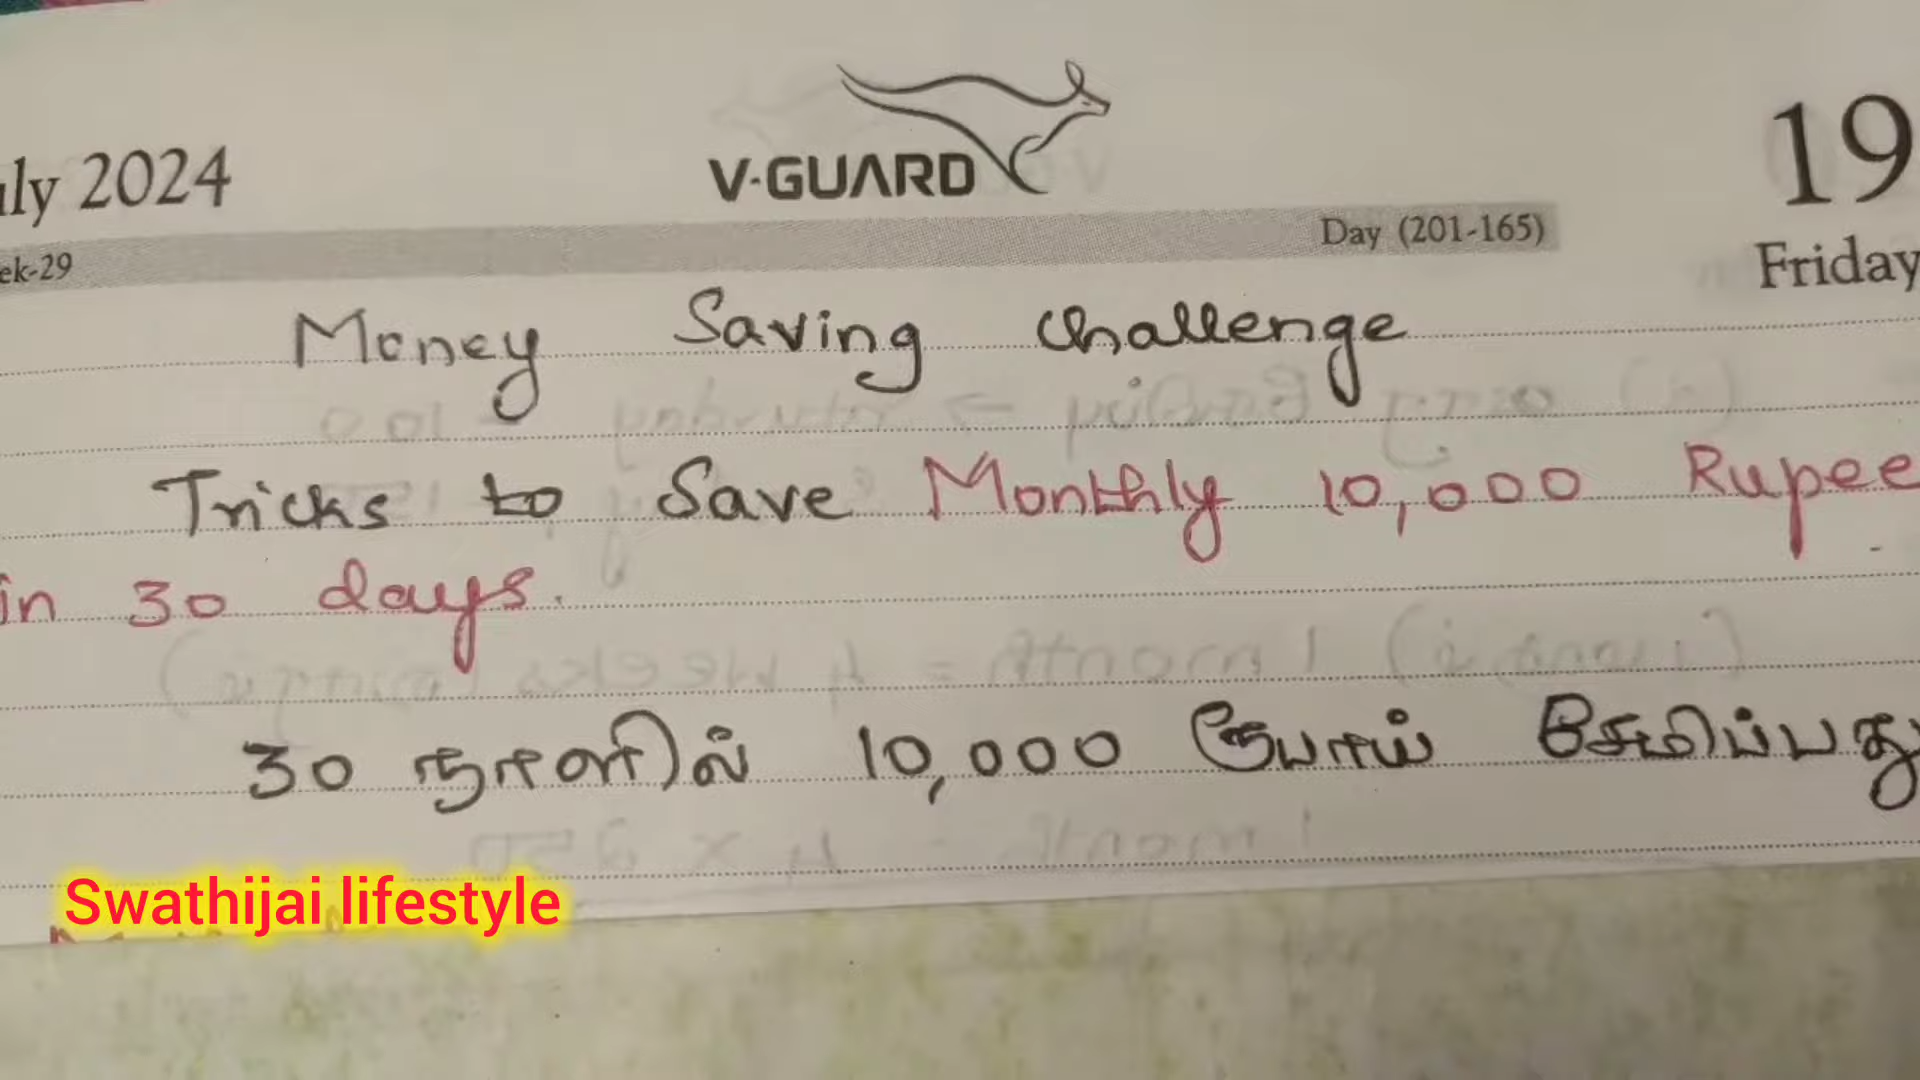 uly 2024
V-GUARD
19
ek-29
Day (201-165)
Friday
Money Saving challenge
Tricks to Save Monthly 10,000 Rupee
in 30 days.
30 நாளில் 10,000 ரூபாய் சேமிப்பது
Swathijai lifestyle